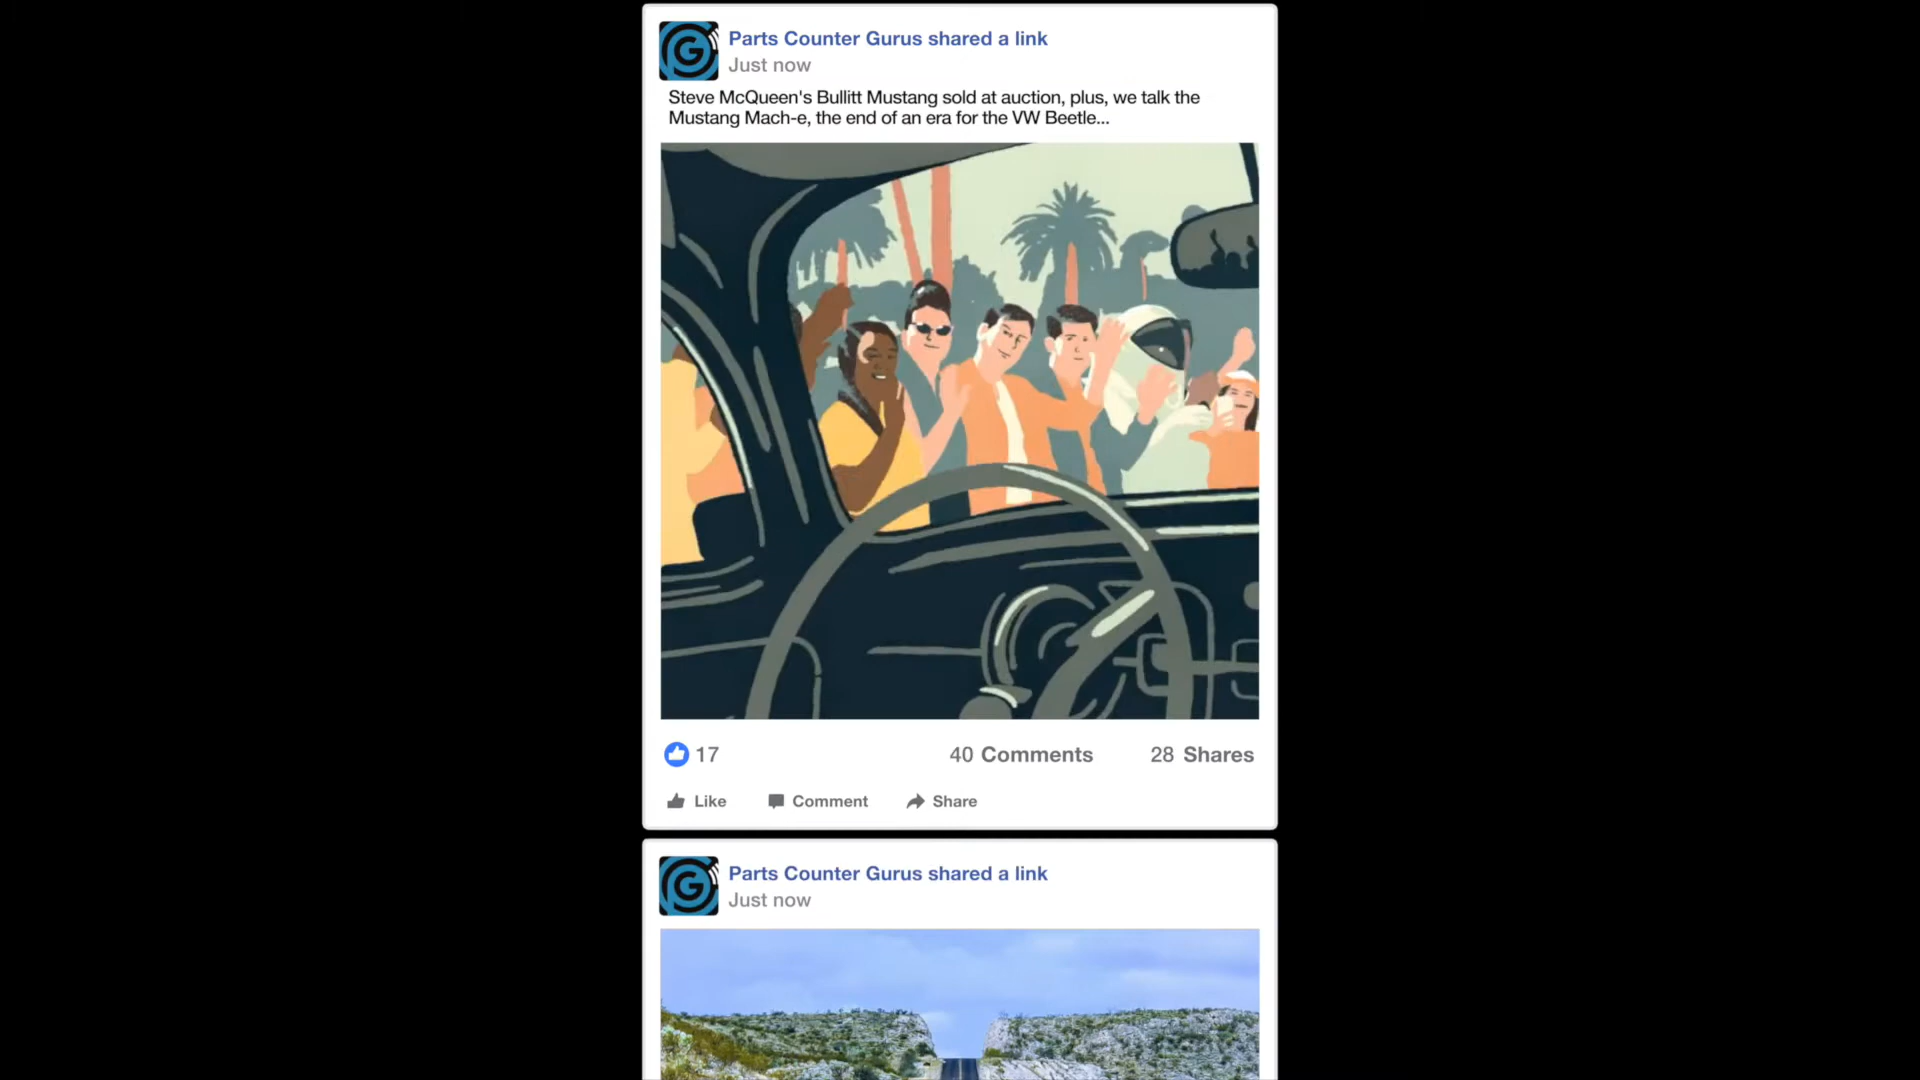 Parts Counter Gurus shared a link
Just now
Steve McQueen's Bullitt Mustang sold at auction, plus, we talk the
Mustang Mach-e, the end of an era for the VW Beetle...
17
40 Comments
28 Shares
Like
Comment
Share
Parts Counter Gurus shared a link
Just now